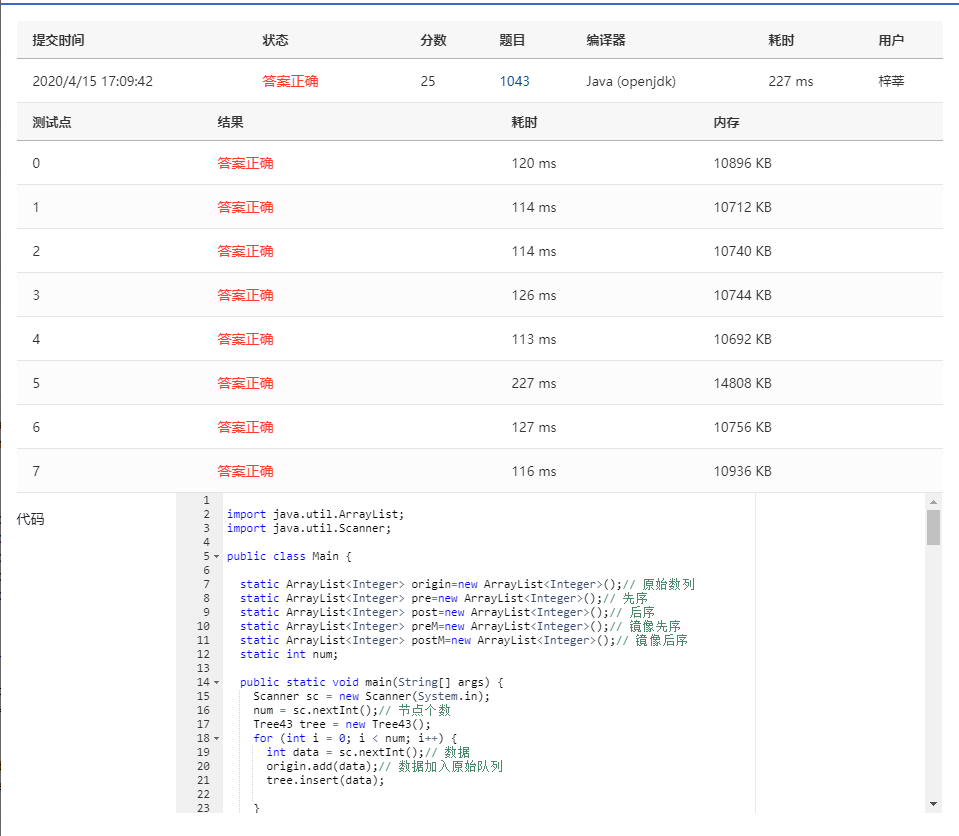 提交时间 状态 分数 题目 编译器 耗时 用户
2020/4/15 17:09:42 答案正确 25 1043 Java (openjdk) 227 ms 梓莘
测试点 结果 耗时 内存
0 答案正确 120 ms 10896 KB
1 答案正确 114 ms 10712 KB
2 答案正确 114 ms 10740 KB
3 答案正确 126 ms 10744 KB
4 答案正确 113 ms 10692 KB
5 答案正确 227 ms 14808 KB
6 答案正确 127 ms 10756 KB
7 答案正确 116 ms 10936 KB
代码
1
2 import java.util.ArrayList;
3 import java.util.Scanner;
4
5 public class Main {
6
7 static ArrayList<Integer> origin=new ArrayList<Integer>();// 原始数列
8 static ArrayList<Integer> pre=new ArrayList<Integer>();// 先序
9 static ArrayList<Integer> post=new ArrayList<Integer>();// 后序
10 static ArrayList<Integer> preM=new ArrayList<Integer>();// 镜像先序
11 static ArrayList<Integer> postM=new ArrayList<Integer>();// 镜像后序
12 static int num;
13
14 public static void main(String[] args) {
15 Scanner sc = new Scanner(System.in);
16 num = sc.nextInt();// 节点个数
17 Tree43 tree = new Tree43();
18 for (int i = 0; i < num; i++) {
19 int data = sc.nextInt();// 数据
20 origin.add(data);// 数据加入原始队列
21 tree.insert(data);
22
23 }